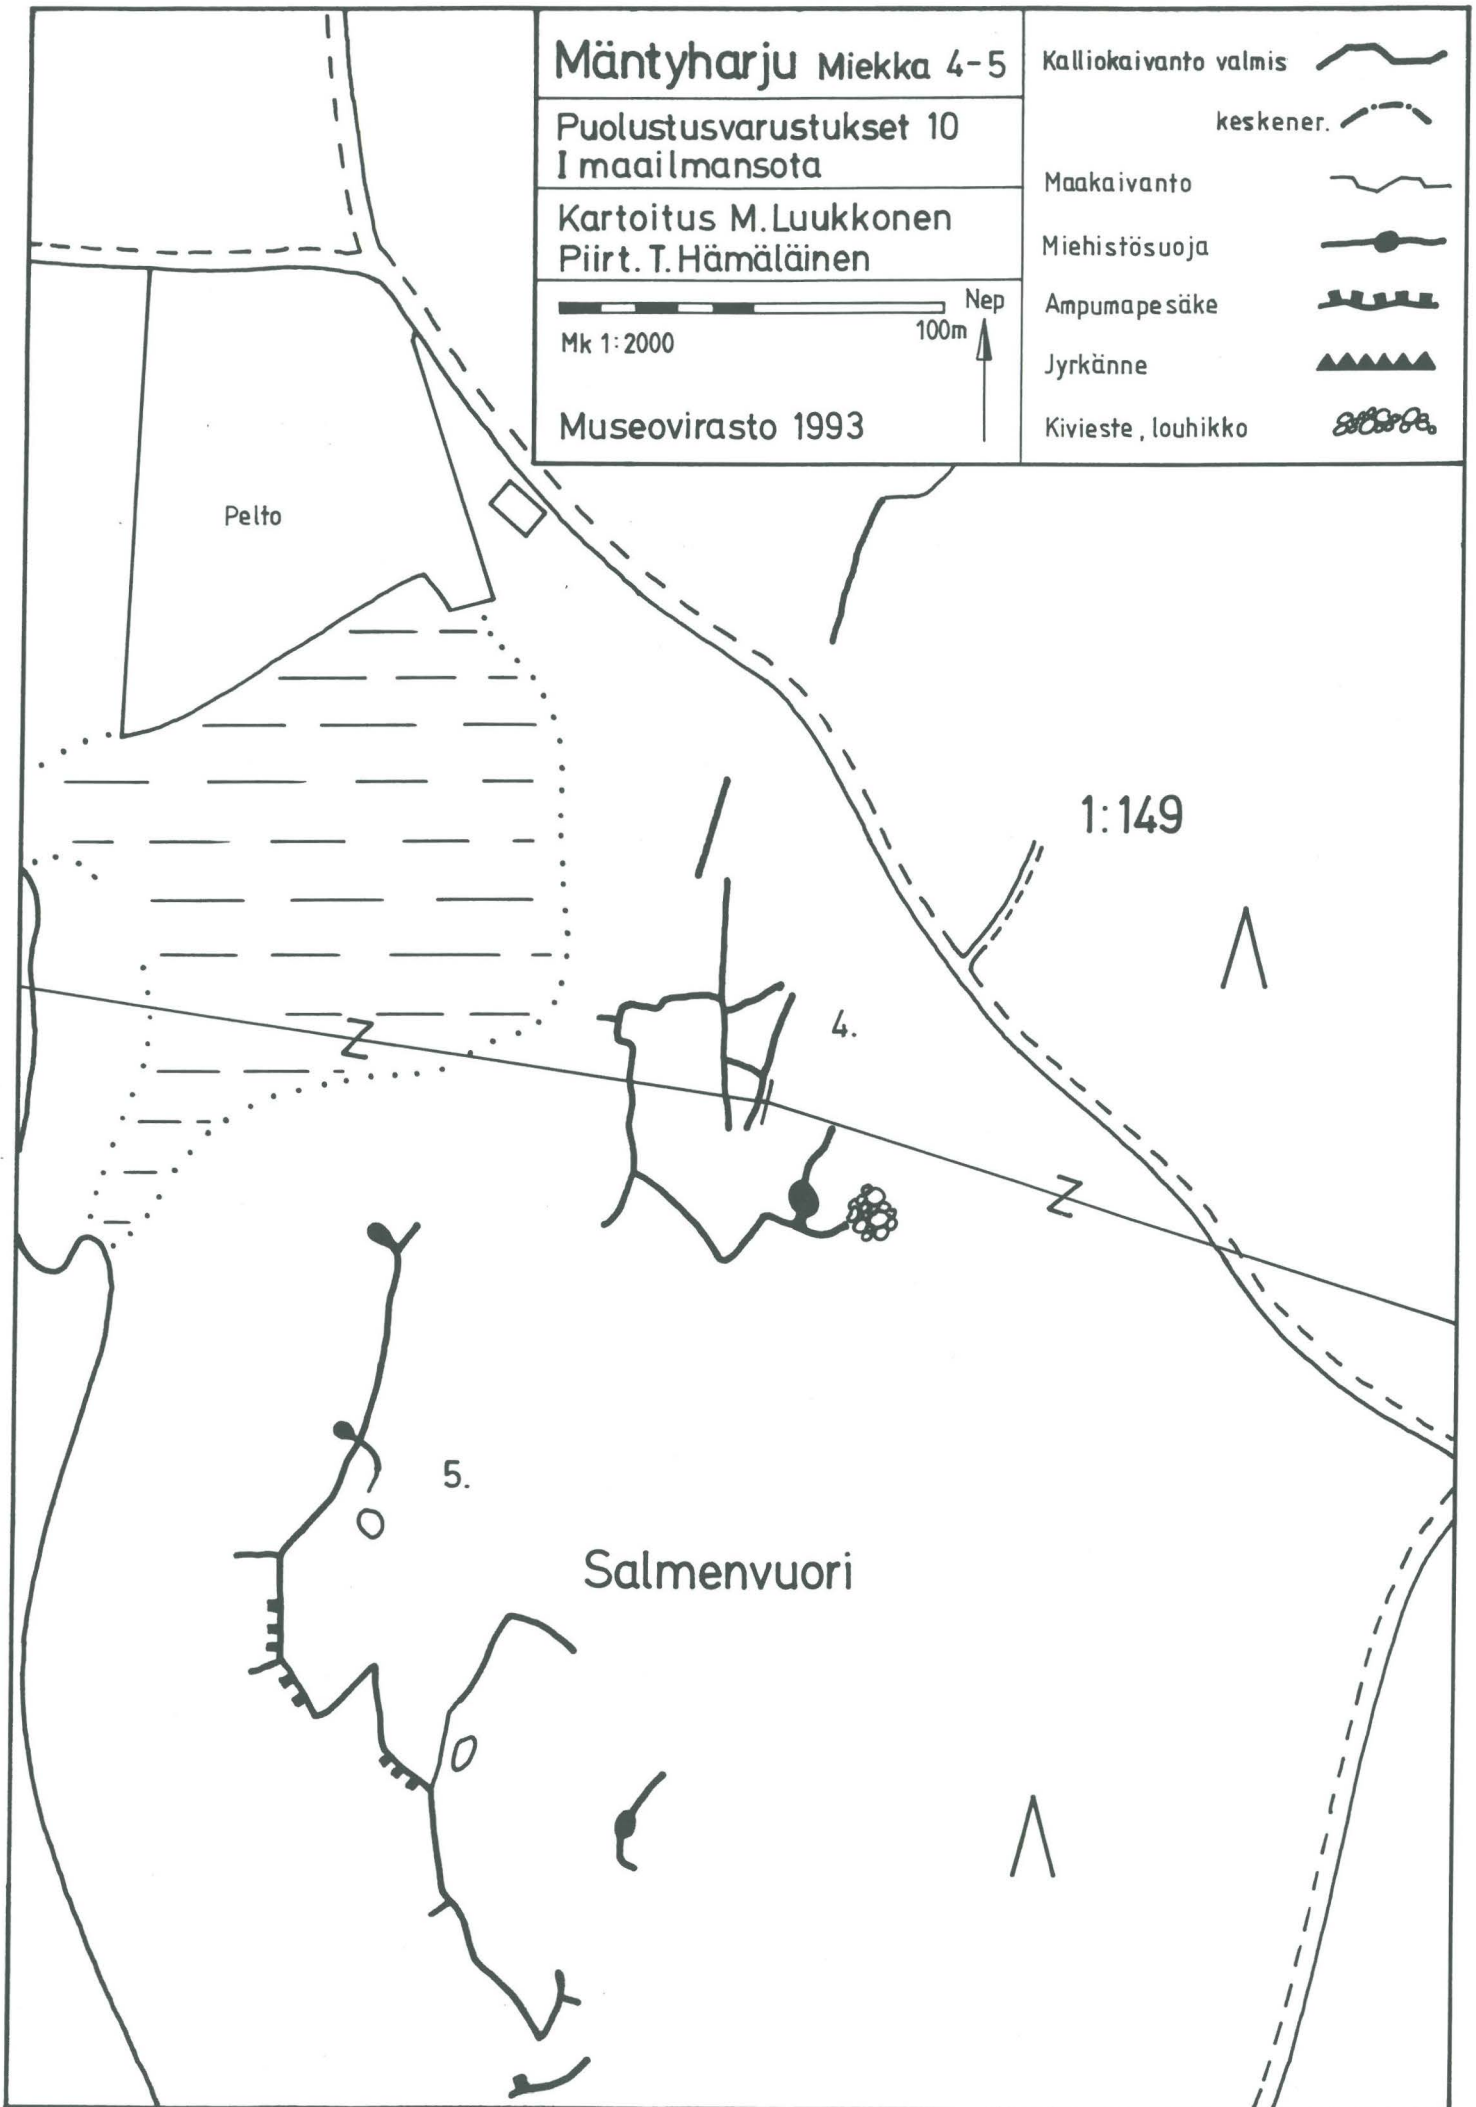 Mäntyharju Miekka 4-5
Puolustusvarustukset 10
I maailmansota
Kartoitus M. Luukkonen
Piirt. T. Hämäläinen
Nep
100m
Mk 1:2000
Museovirasto 1993
Kalliokaivanto valmis
keskener.
Maakaivanto
Miehistösuoja
Ampumapesäke
Jyrkänne
Kivieste, louhikko
Pelto
1:149
4.
Z
Z
5.
Salmenvuori